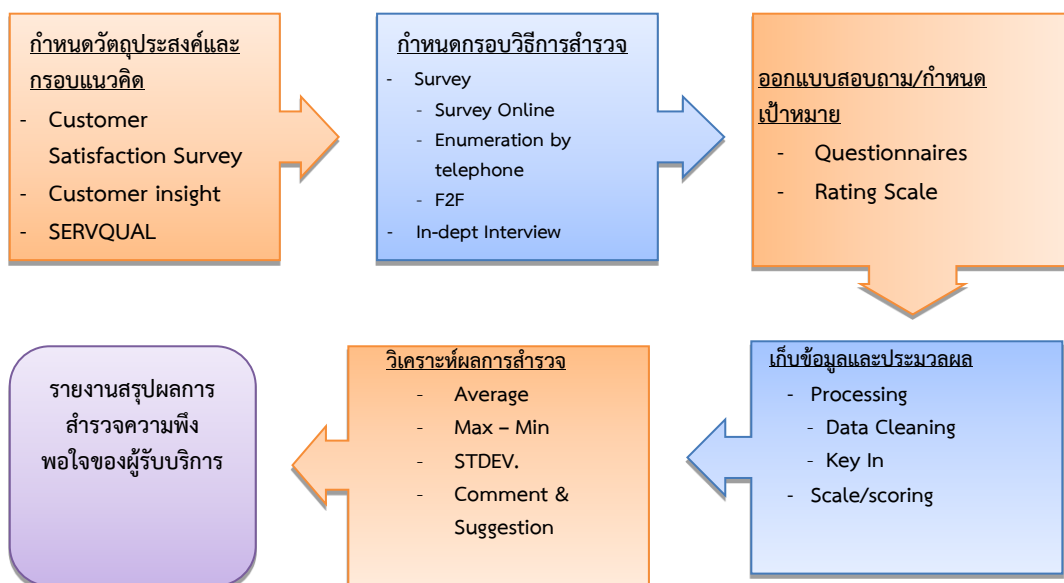 กำหนดวัตถุประสงค์และ
กรอบแนวคิด
- Customer
Satisfaction Survey
- Customer insight
- SERVQUAL
กำหนดกรอบวิธีการสำรวจ
- Survey
- Survey Online
- Enumeration by
telephone
- F2F
- In-dept Interview
ออกแบบสอบถาม/กำหนด
เป้าหมาย
- Questionnaires
- Rating Scale
เก็บข้อมูลและประมวลผล
- Processing
- Data Cleaning
- Key In
- Scale/scoring
วิเคราะห์ผลการสำรวจ
- Average
- Max – Min
- STDEV.
- Comment &
Suggestion
รายงานสรุปผลการ
สำรวจความพึง
พอใจของผู้รับบริการ